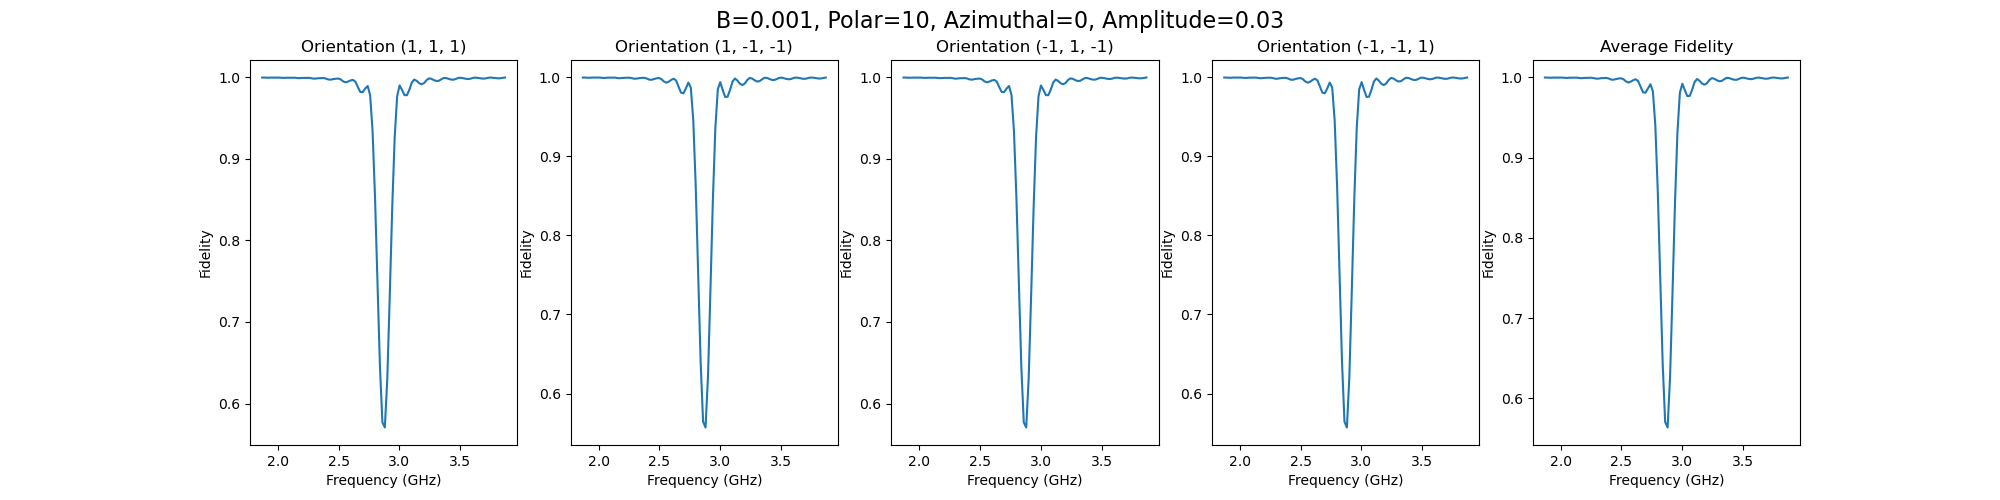 B=0.001, Polar=10, Azimuthal=0, Amplitude=0.03
Orientation (1, 1, 1)
1.0
0.9
0.8
0.7
0.6
Fidelity
2.0 2.5 3.0 3.5
Frequency (GHz)
Orientation (1, -1, -1)
1.0
0.9
0.8
0.7
0.6
Fidelity
2.0 2.5 3.0 3.5
Frequency (GHz)
Orientation (-1, 1, -1)
1.0
0.9
0.8
0.7
0.6
Fidelity
2.0 2.5 3.0 3.5
Frequency (GHz)
Orientation (-1, -1, 1)
1.0
0.9
0.8
0.7
0.6
Fidelity
2.0 2.5 3.0 3.5
Frequency (GHz)
Average Fidelity
1.0
0.9
0.8
0.7
0.6
Fidelity
2.0 2.5 3.0 3.5
Frequency (GHz)